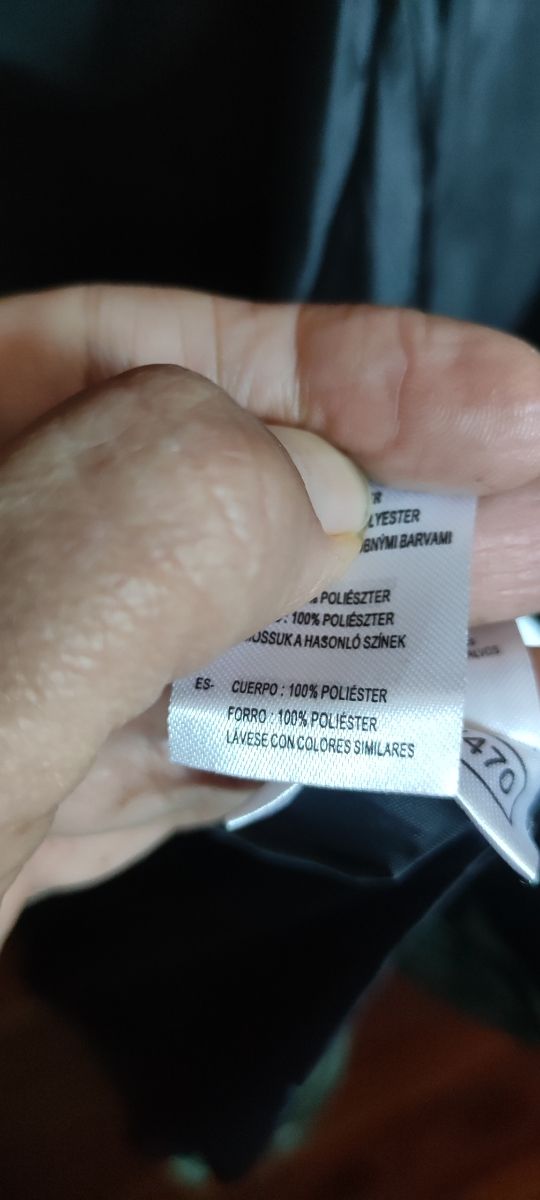 LYESTER
BNÝMI BARVAMI
POLIÉSZTER
: 100% POLIÉSZTER
OSSUK A HASONLÓ SZÍNEK
ES- CUERPO : 100% POLIÉSTER
FORRO : 100% POLIÉSTER
LÁVESE CON COLORES SIMILARES
470